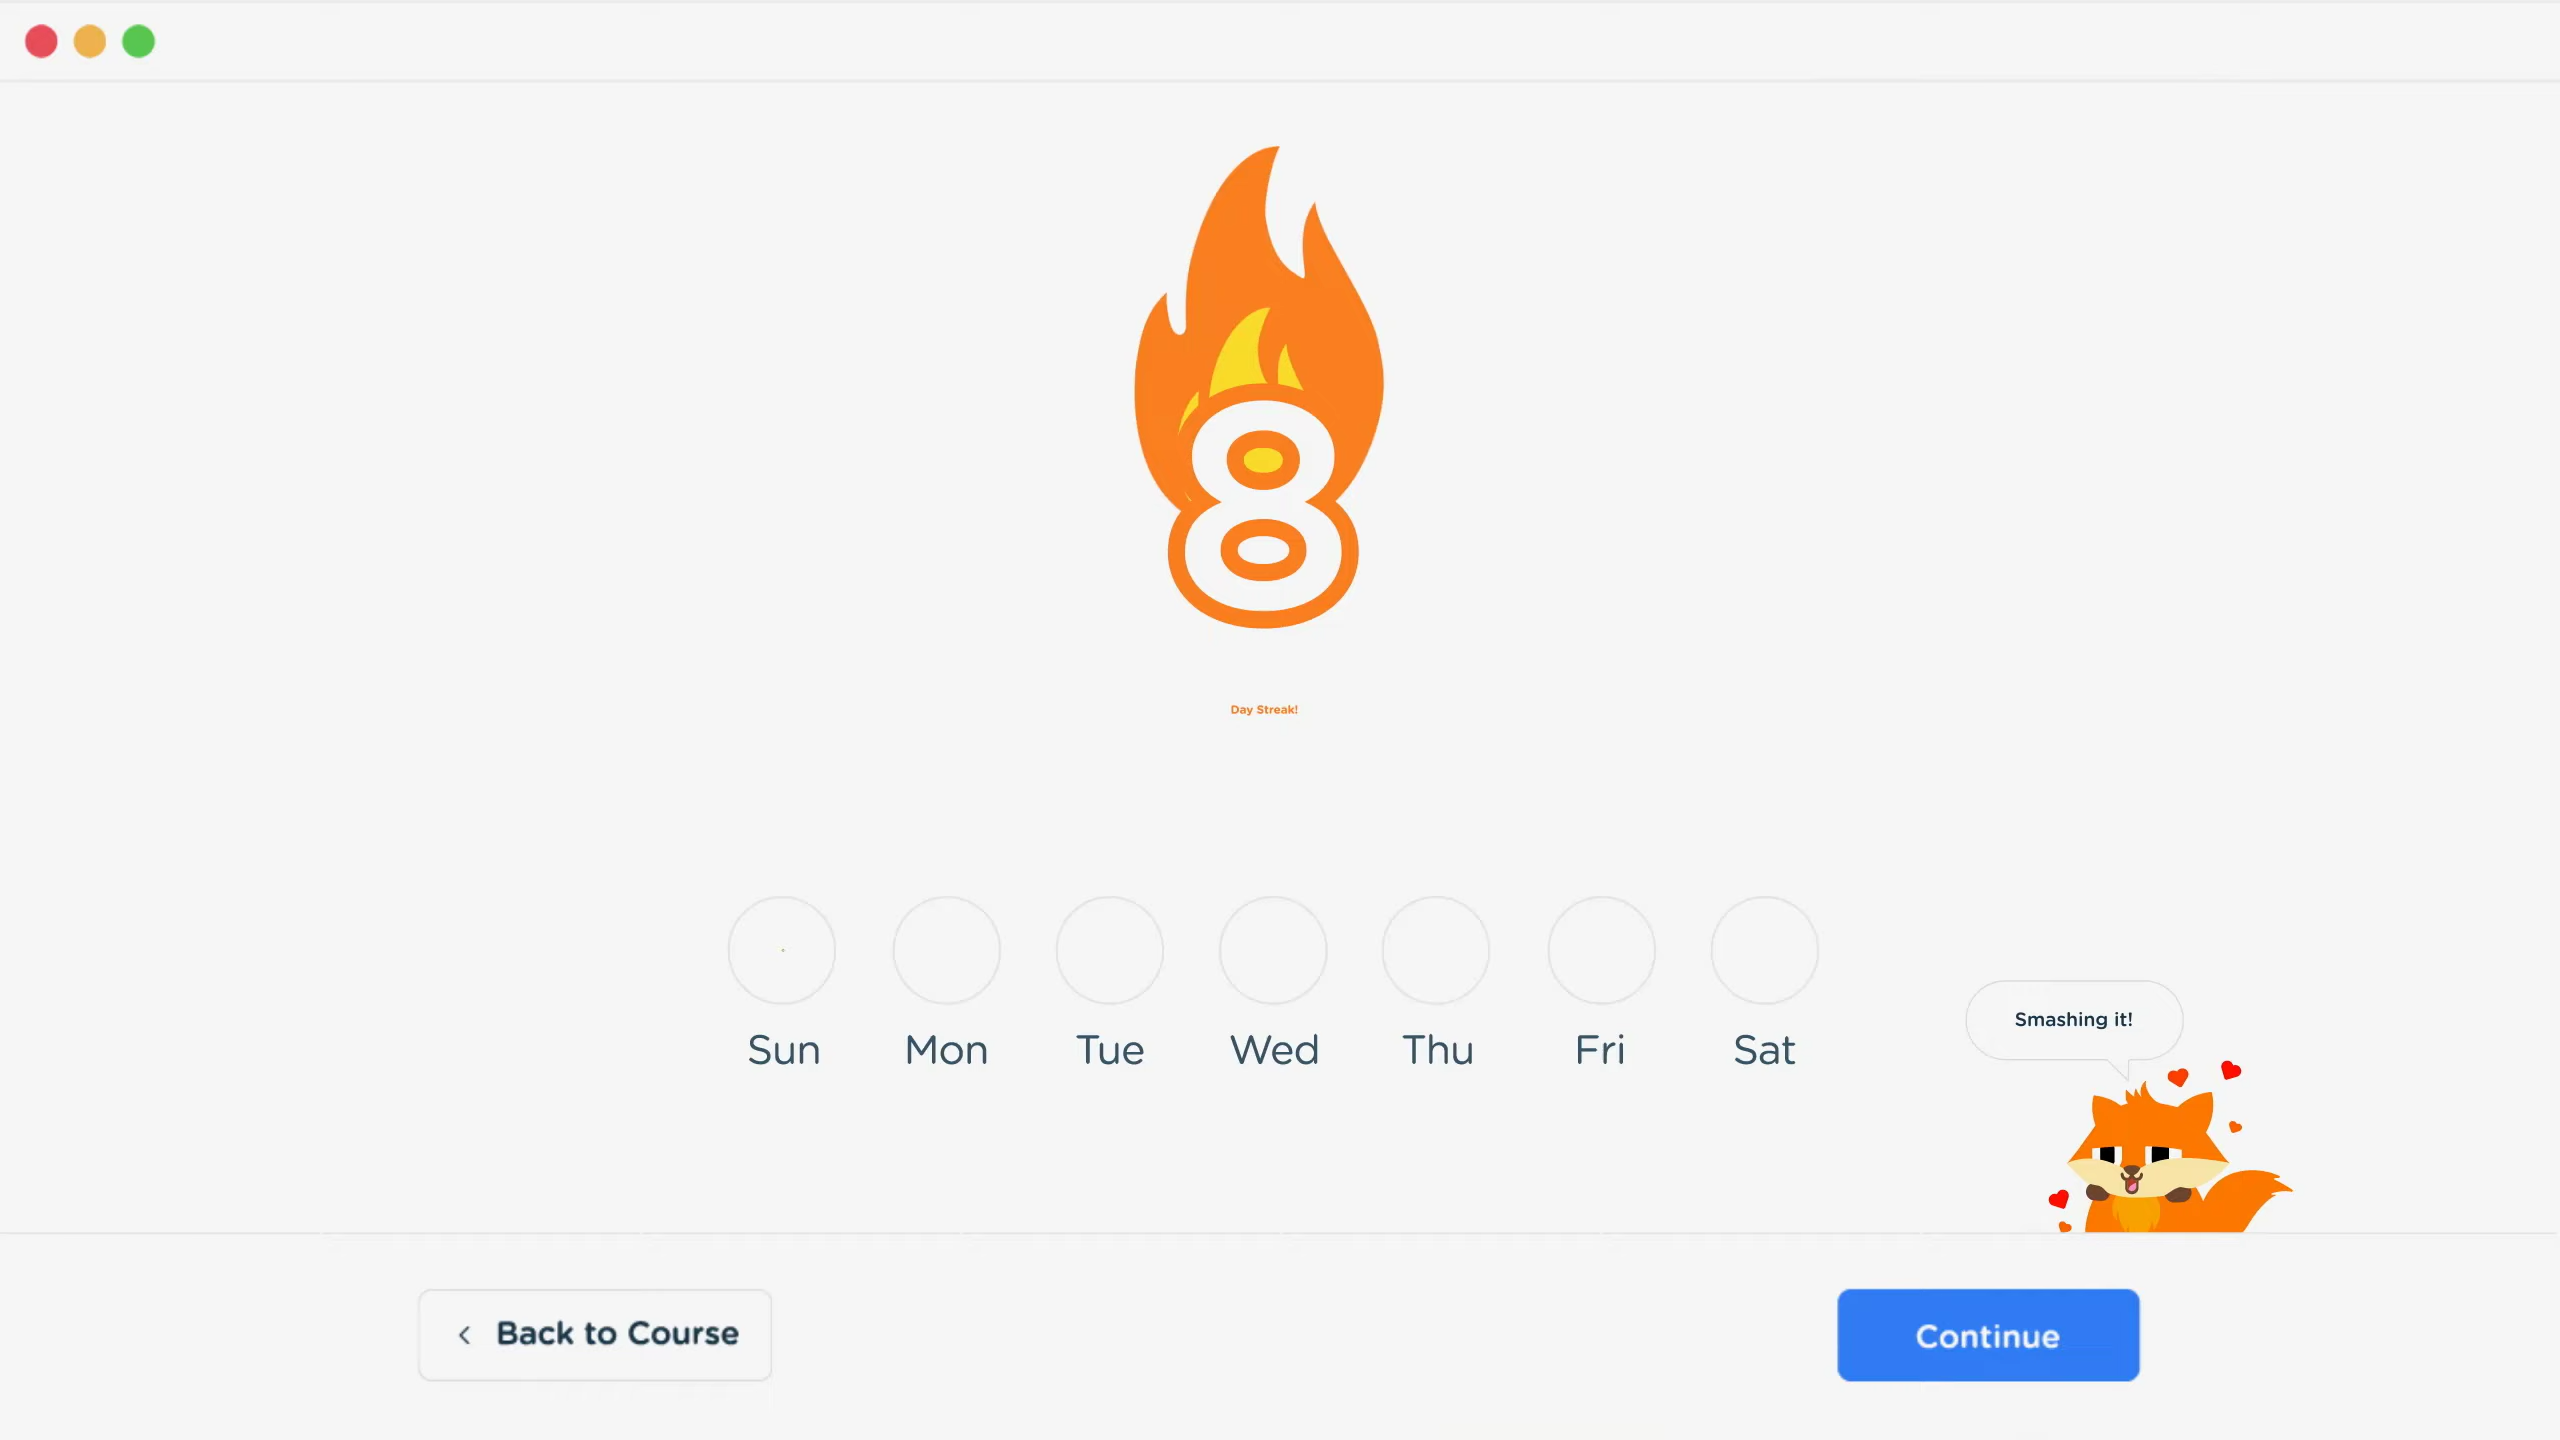 8
Day Streak!
Sun Mon Tue Wed Thu Fri Sat
Smashing it!
Back to Course
Continue